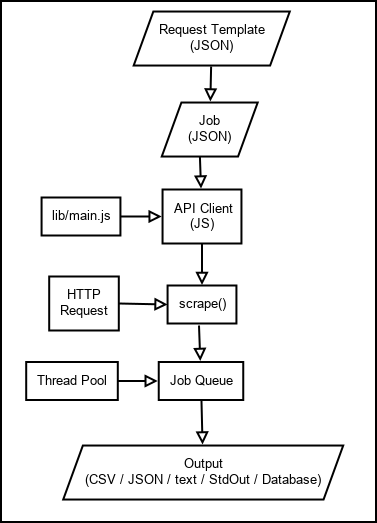 Request Template
(JSON)
Job
(JSON)
lib/main.js
API Client
(JS)
HTTP
Request
scrape()
Thread Pool
Job Queue
Output
(CSV / JSON / text / StdOut / Database)